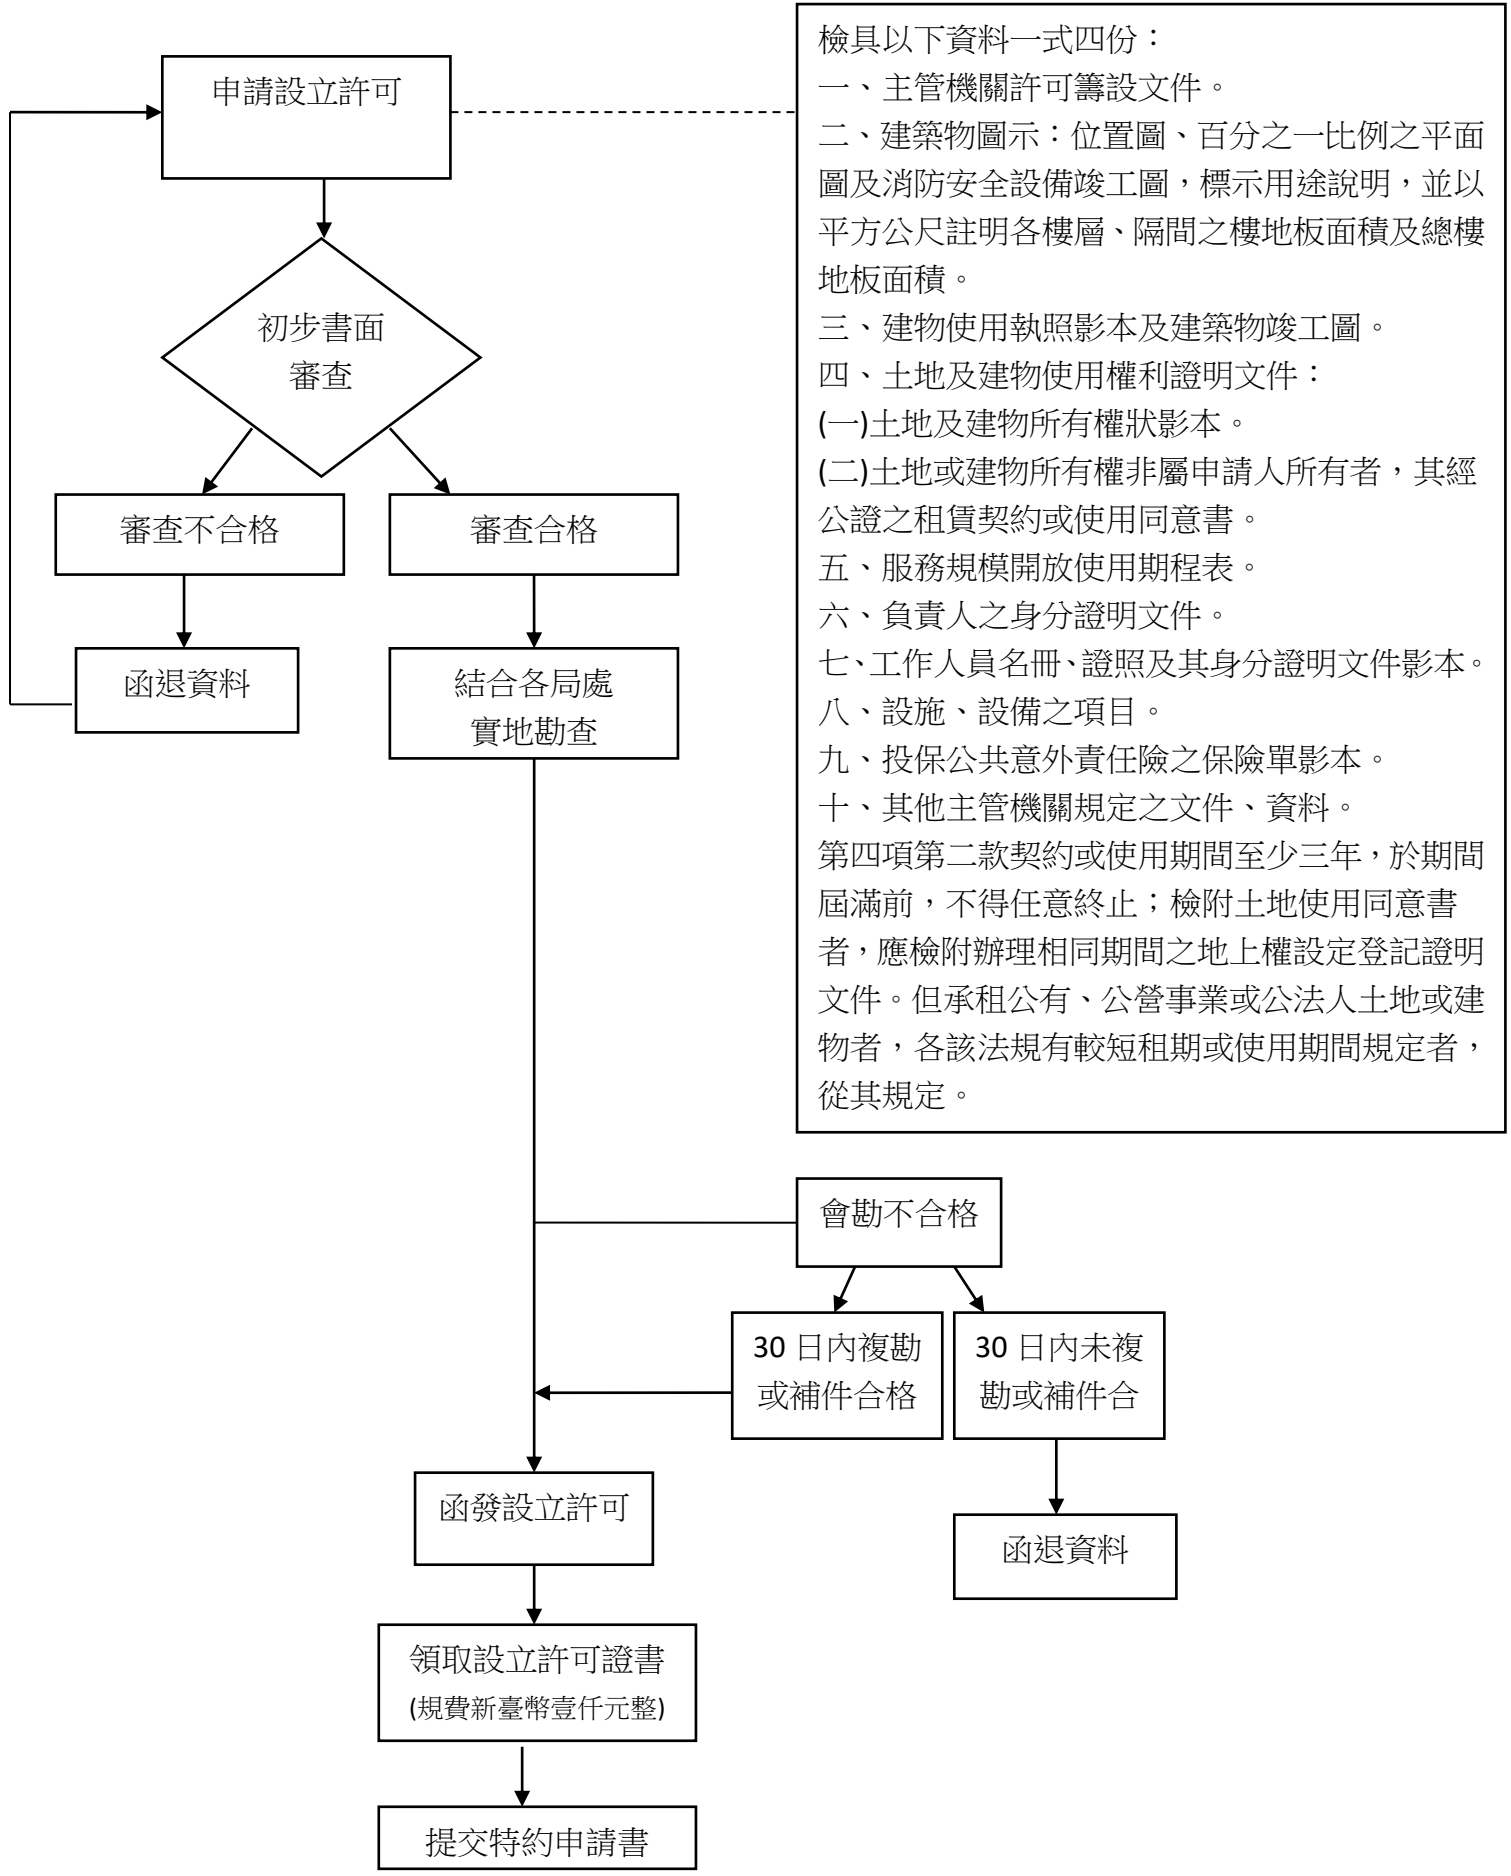 申請設立許可
初步書面
審查
審查不合格
審查合格
函退資料
結合各局處
實地勘查
檢具以下資料一式四份：
一、主管機關許可籌設文件。
二、建築物圖示：位置圖、百分之一比例之平面
圖及消防安全設備竣工圖，標示用途說明，並以
平方公尺註明各樓層、隔間之樓地板面積及總樓
地板面積。
三、建物使用執照影本及建築物竣工圖。
四、土地及建物使用權利證明文件：
(一)土地及建物所有權狀影本。
(二)土地或建物所有權非屬申請人所有者，其經
公證之租賃契約或使用同意書。
五、服務規模開放使用期程表。
六、負責人之身分證明文件。
七、工作人員名冊、證照及其身分證明文件影本。
八、設施、設備之項目。
九、投保公共意外責任險之保險單影本。
十、其他主管機關規定之文件、資料。
第四項第二款契約或使用期間至少三年，於期間
屆滿前，不得任意終止；檢附土地使用同意書
者，應檢附辦理相同期間之地上權設定登記證明
文件。但承租公有、公營事業或公法人土地或建
物者，各該法規有較短租期或使用期間規定者，
從其規定。
會勘不合格
30 日內複勘
或補件合格
30 日內未複
勘或補件合
函發設立許可
函退資料
領取設立許可證書
(規費新臺幣壹仟元整)
提交特約申請書